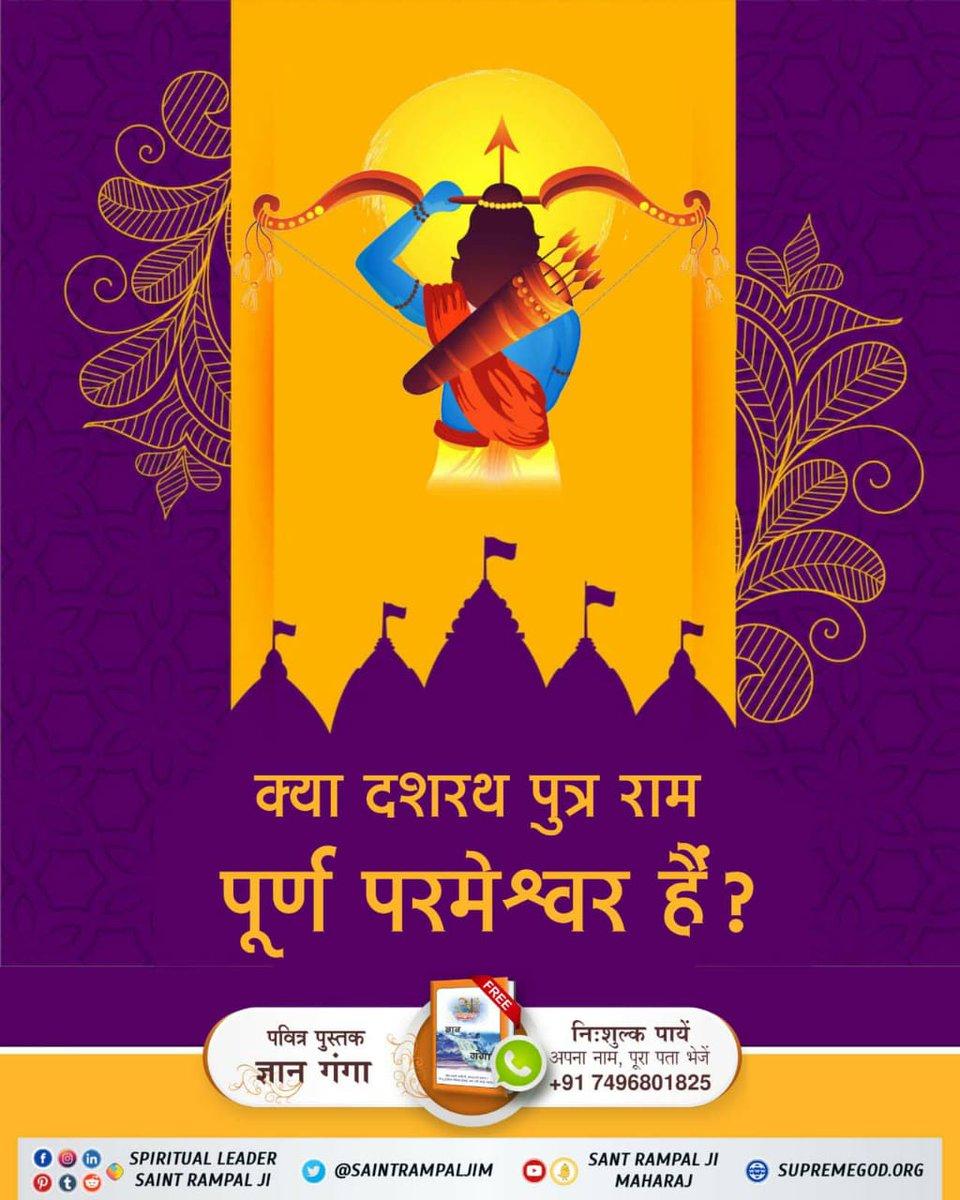 क्या दशरथ पुत्र राम
पूर्ण परमेश्वर हैं?
पवित्र पुस्तक
ज्ञान गंगा
FREE
ज्ञान
गंगा
निःशुल्क पायें
अपना नाम, पूरा पता भेजें
+91 7496801825
SPIRITUAL LEADER
SAINT RAMPAL JI
@SAINTRAMPALJIM
SANT RAMPAL JI
MAHARAJ
SUPREMEGOD.ORG